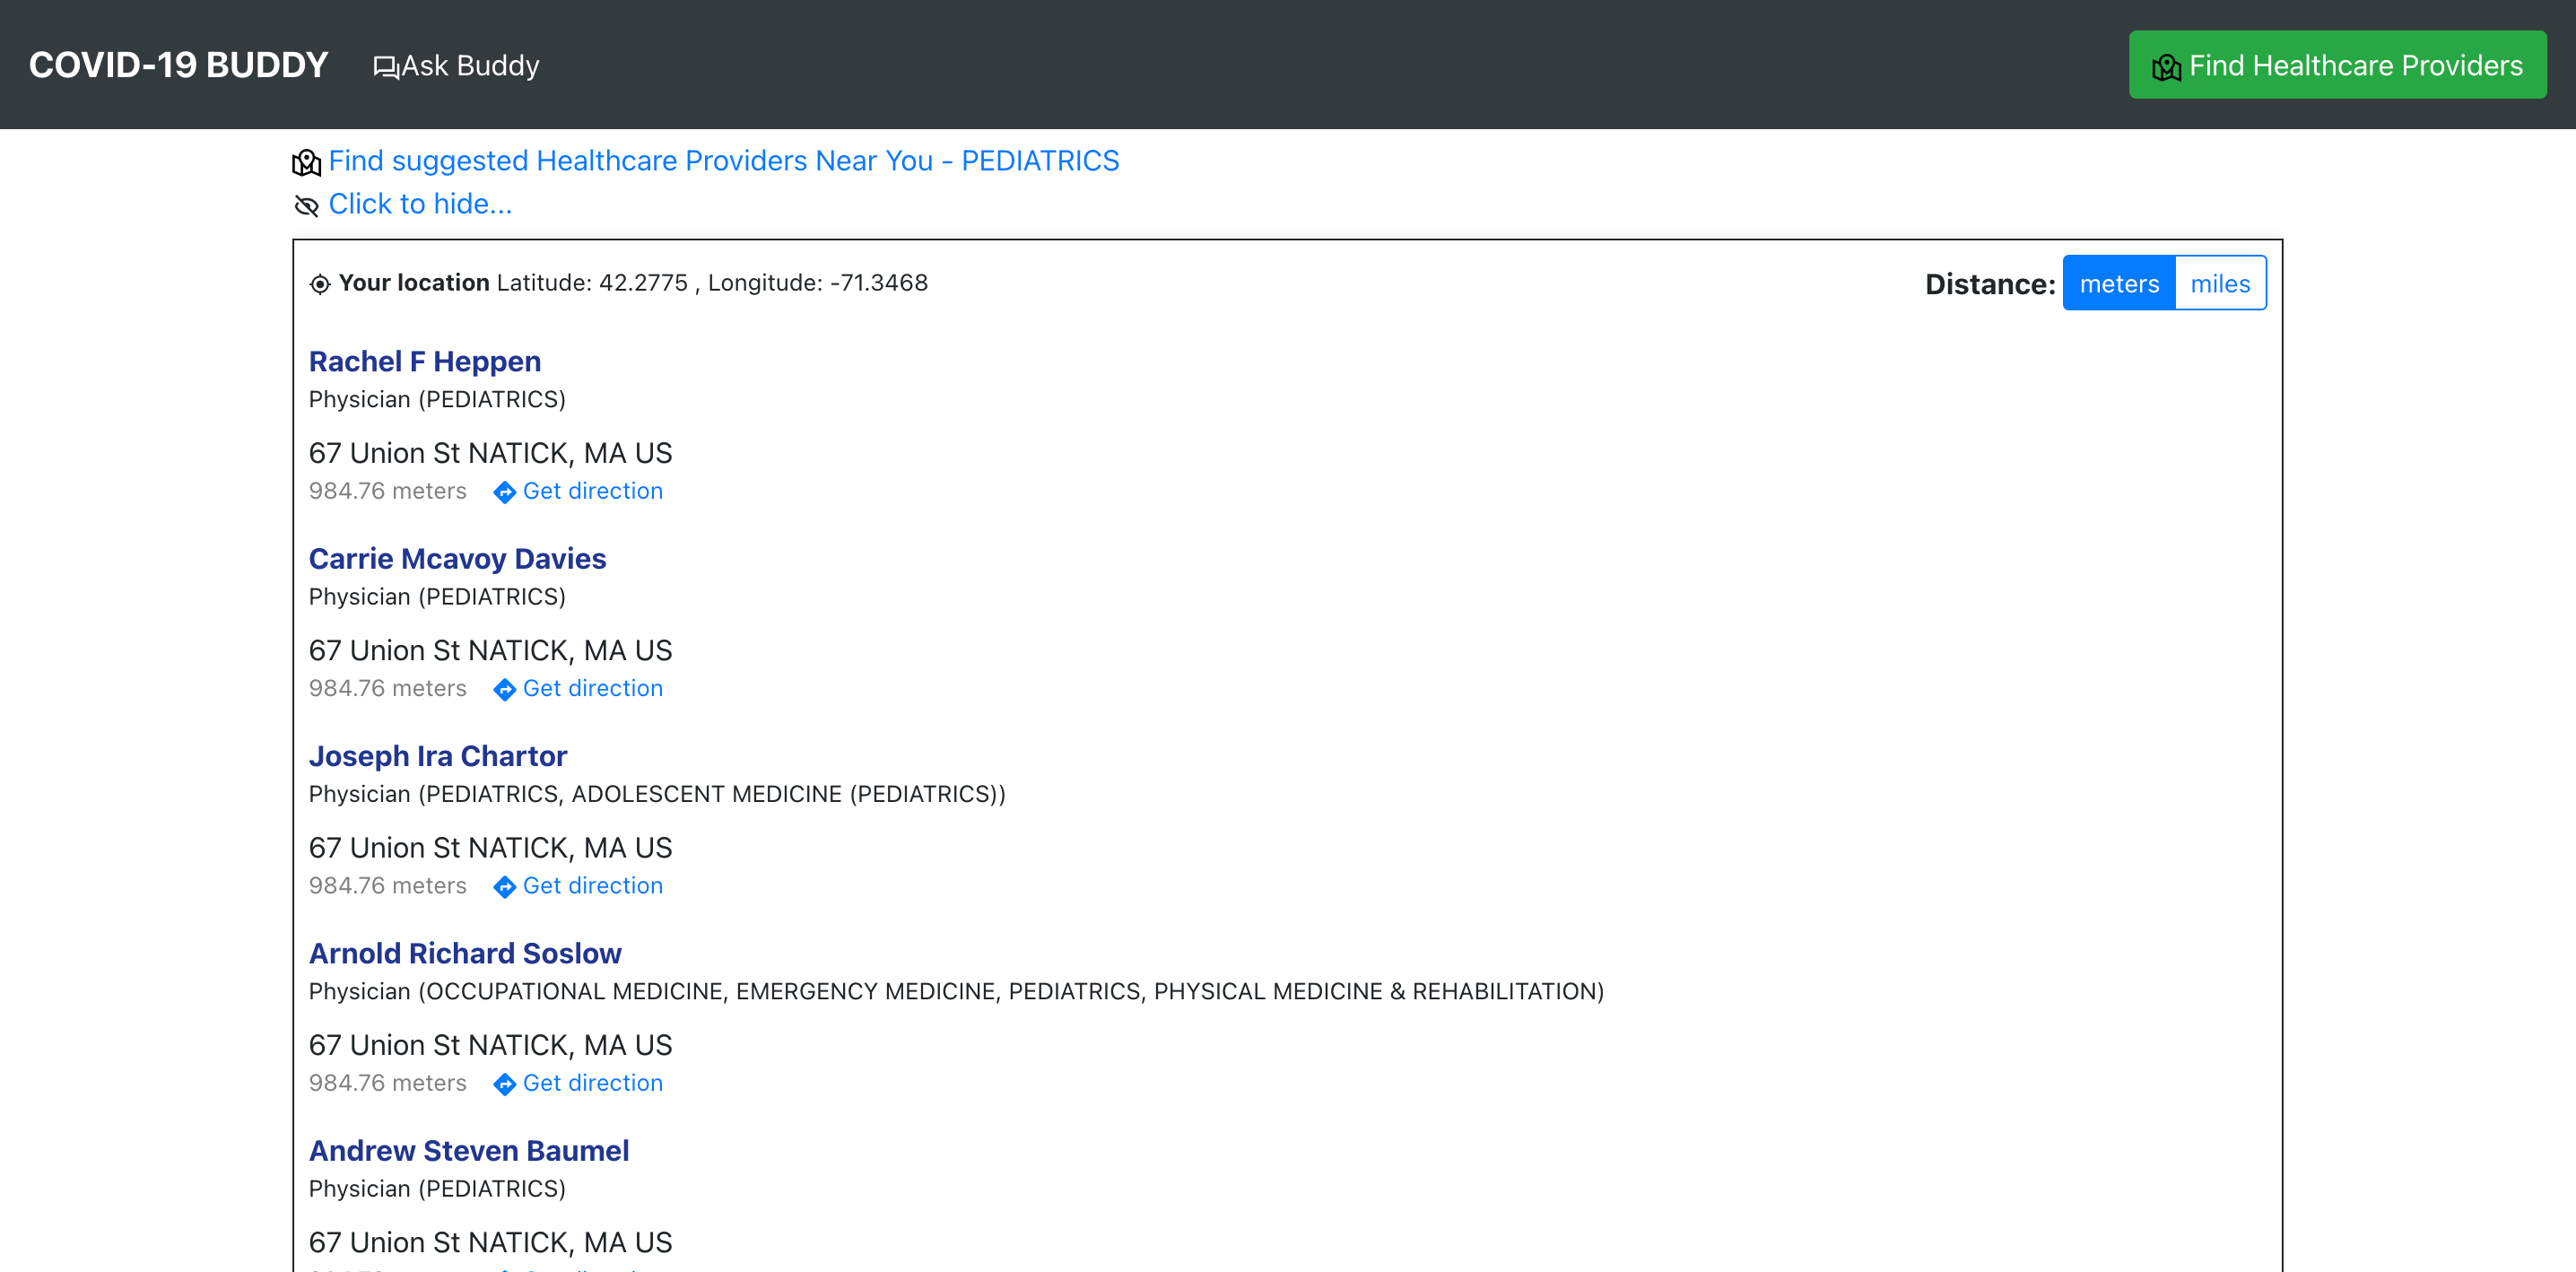 COVID-19 BUDDY Ask Buddy Find Healthcare Providers
Find suggested Healthcare Providers Near You - PEDIATRICS
Click to hide...
Your location Latitude: 42.2775 , Longitude: -71.3468 Distance: meters miles
Rachel F Heppen
Physician (PEDIATRICS)
67 Union St NATICK, MA US
984.76 meters Get direction
Carrie Mcavoy Davies
Physician (PEDIATRICS)
67 Union St NATICK, MA US
984.76 meters Get direction
Joseph Ira Chartor
Physician (PEDIATRICS, ADOLESCENT MEDICINE (PEDIATRICS))
67 Union St NATICK, MA US
984.76 meters Get direction
Arnold Richard Soslow
Physician (OCCUPATIONAL MEDICINE, EMERGENCY MEDICINE, PEDIATRICS, PHYSICAL MEDICINE & REHABILITATION)
67 Union St NATICK, MA US
984.76 meters Get direction
Andrew Steven Baumel
Physician (PEDIATRICS)
67 Union St NATICK, MA US